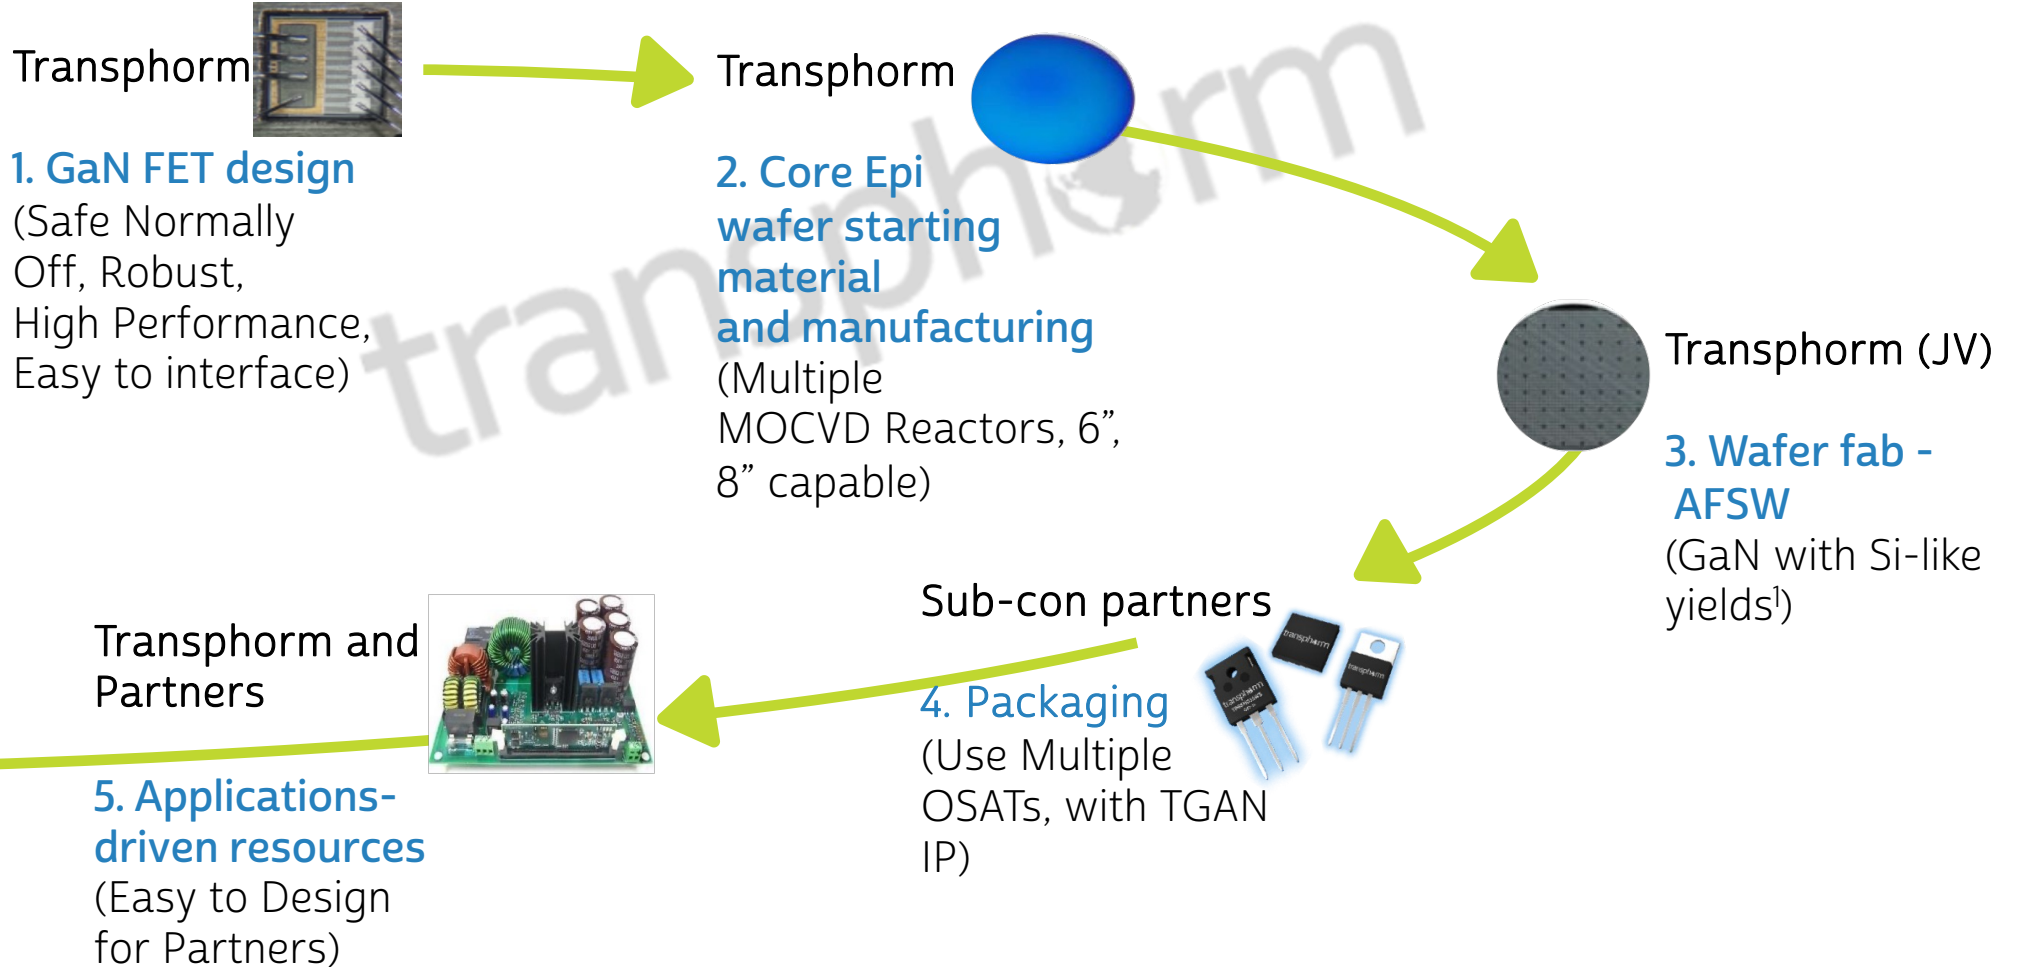 Transphorm
1. GaN FET design
(Safe Normally
Off, Robust,
High Performance,
Easy to interface)
Transphorm
2. Core Epi
wafer starting
material
and manufacturing
(Multiple
MOCVD Reactors, 6”,
8” capable)
transphorm
Transphorm (JV)
3. Wafer fab -
AFSW
(GaN with Si-like
yields¹)
Sub-con partners
4. Packaging
(Use Multiple
OSATs, with TGAN
IP)
transphorm
transphorm
transphorm
Transphorm and
Partners
5. Applications-
driven resources
(Easy to Design
for Partners)